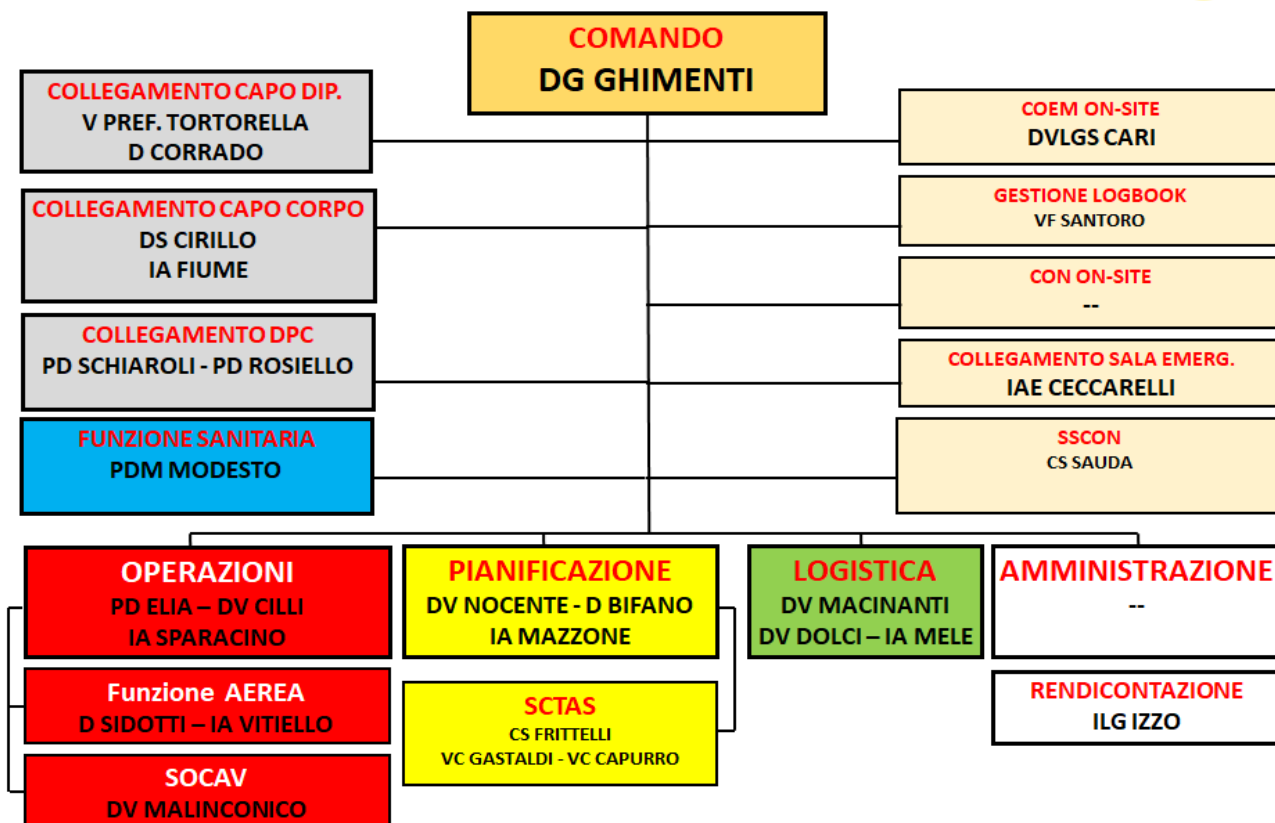 COMANDO
DG GHIMENTI
COLLEGAMENTO CAPO DIP.
V PREF. TORTORELLA
D CORRADO
COEM ON-SITE
DVLGS CARI
COLLEGAMENTO CAPO CORPO
DS CIRILLO
IA FIUME
GESTIONE LOGBOOK
VF SANTORO
CON ON-SITE
--
COLLEGAMENTO DPC
PD SCHIAROLI - PD ROSIELLO
COLLEGAMENTO SALA EMERG.
IAE CECCARELLI
FUNZIONE SANITARIA
PDM MODESTO
SSCON
CS SAUDA
OPERAZIONI
PD ELIA – DV CILLI
IA SPARACINO
PIANIFICAZIONE
DV NOCENTE - D BIFANO
IA MAZZONE
LOGISTICA
DV MACINANTI
DV DOLCI – IA MELE
AMMINISTRAZIONE
--
Funzione AEREA
D SIDOTTI – IA VITIELLO
SCTAS
CS FRITTELLI
VC GASTALDI - VC CAPURRO
RENDICONTAZIONE
ILG IZZO
SOCAV
DV MALINCONICO